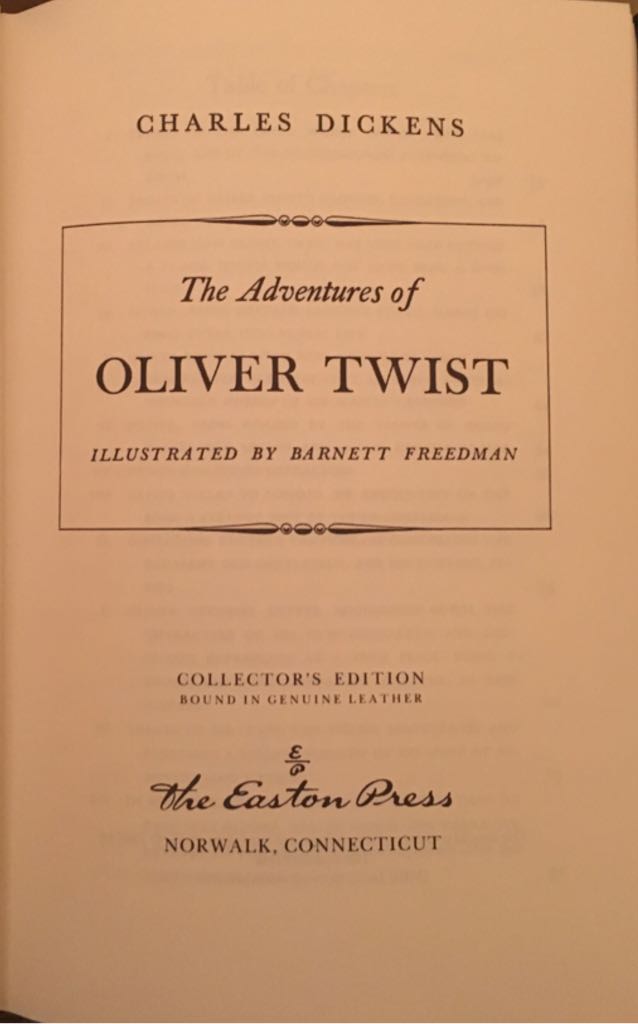 CHARLES DICKENS
The Adventures of
OLIVER TWIST
ILLUSTRATED BY BARNETT FREEDMAN
COLLECTOR'S EDITION
BOUND IN GENUINE LEATHER
E
P
The Easton Press
NORWALK, CONNECTICUT